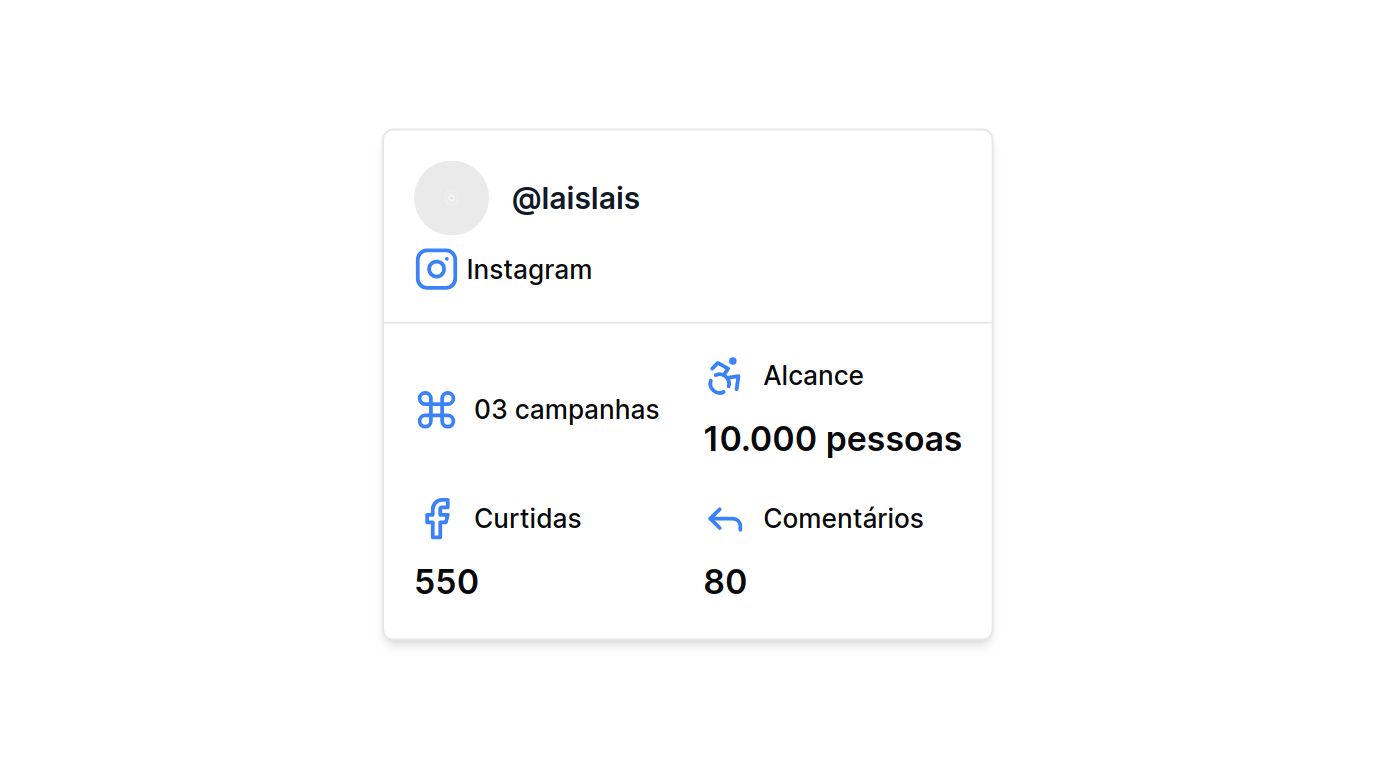 @laislais
Instagram
03 campanhas
Alcance
10.000 pessoas
Curtidas
550
Comentários
80